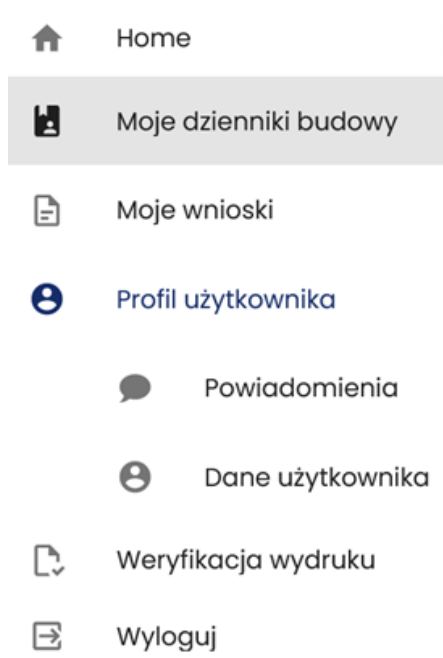 Home
Moje dzienniki budowy
Moje wnioski
Profil użytkownika
Powiadomienia
Dane użytkownika
Weryfikacja wydruku
Wyloguj